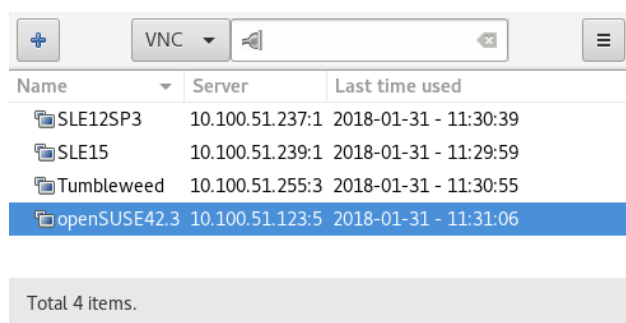 VNC
Name Server Last time used
SLE12SP3 10.100.51.237:1 2018-01-31 - 11:30:39
SLE15 10.100.51.239:1 2018-01-31 - 11:29:59
Tumbleweed 10.100.51.255:3 2018-01-31 - 11:30:55
openSUSE42.3 10.100.51.123:5 2018-01-31 - 11:31:06
Total 4 items.